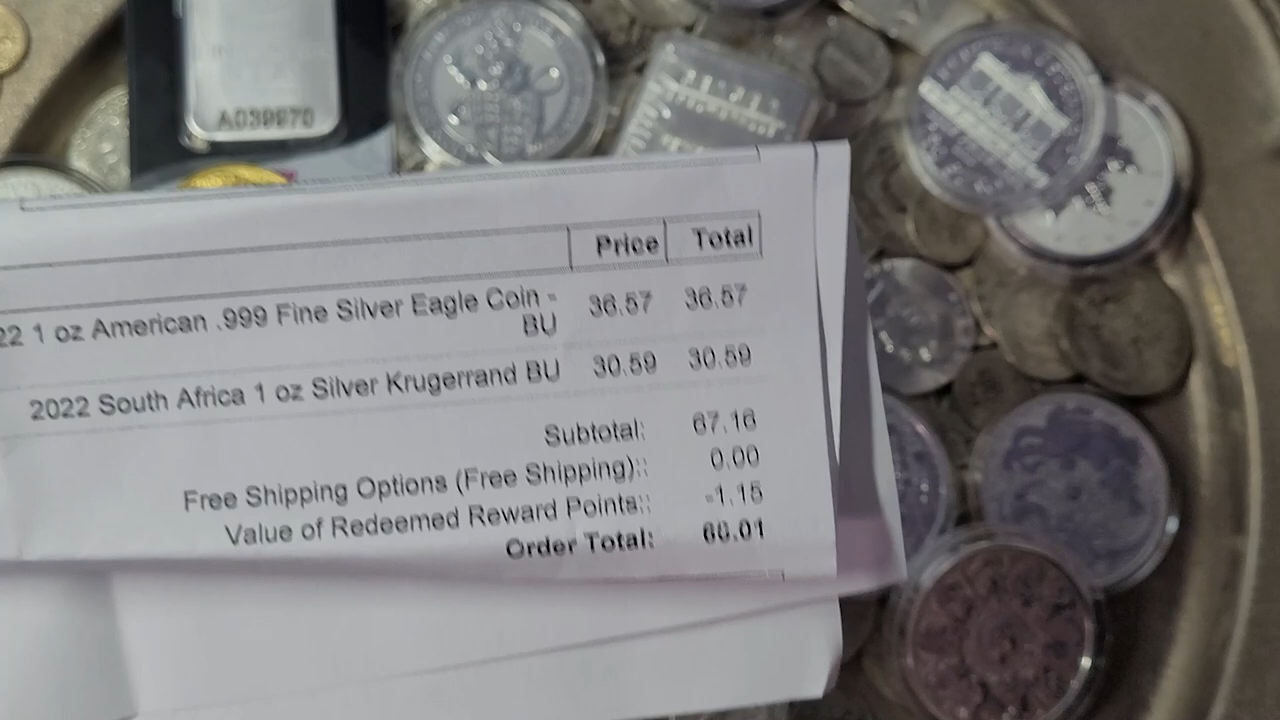 A039970
Price Total
22 1 oz American .999 Fine Silver Eagle Coin - 36.57 36.57
BU
2022 South Africa 1 oz Silver Krugerrand BU 30.59 30.59
Subtotal: 67.16
Free Shipping Options (Free Shipping):: 0.00
Value of Redeemed Reward Points:: -1.15
Order Total: 66.01